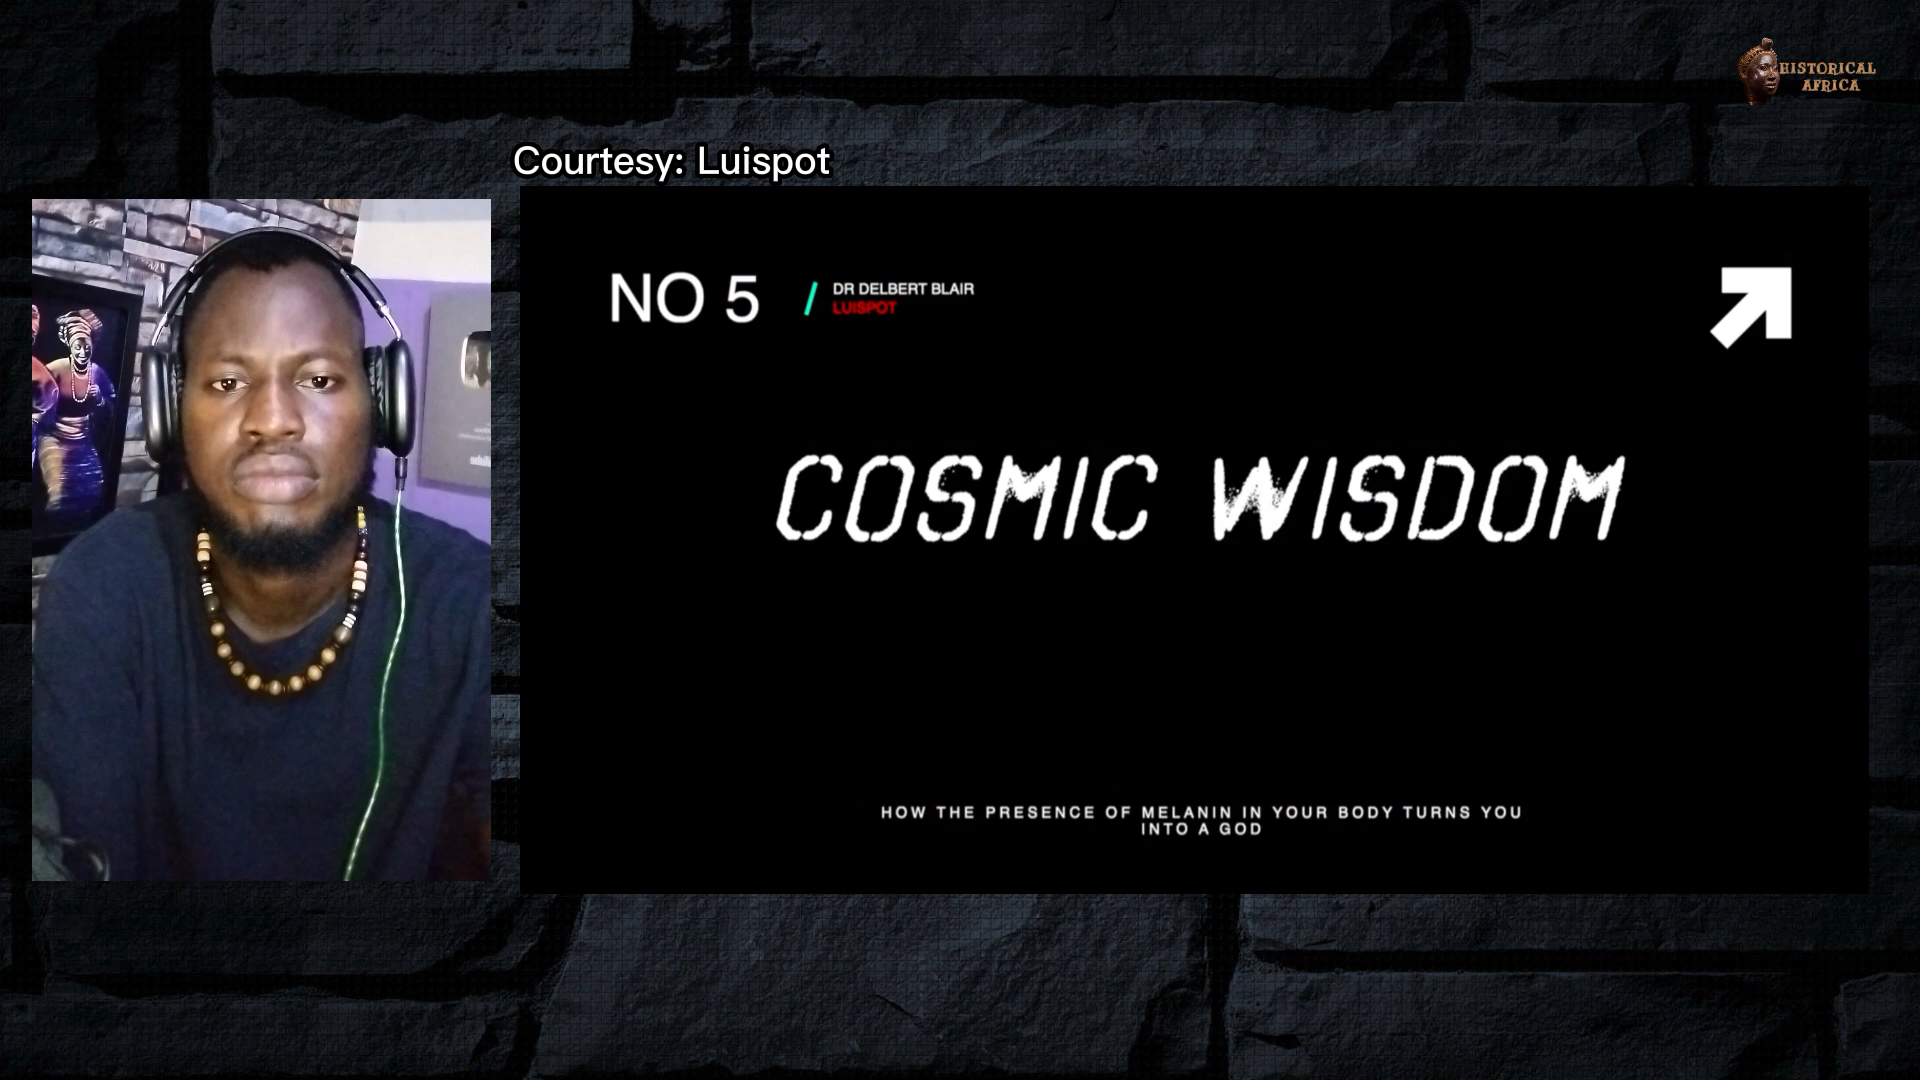 HISTORICAL
AFRICA
Courtesy: Luispot
NO 5
DR DELBERT BLAIR
LUISPOT
COSMIC WISDOM
HOW THE PRESENCE OF MELANIN IN YOUR BODY TURNS YOU
INTO A GOD